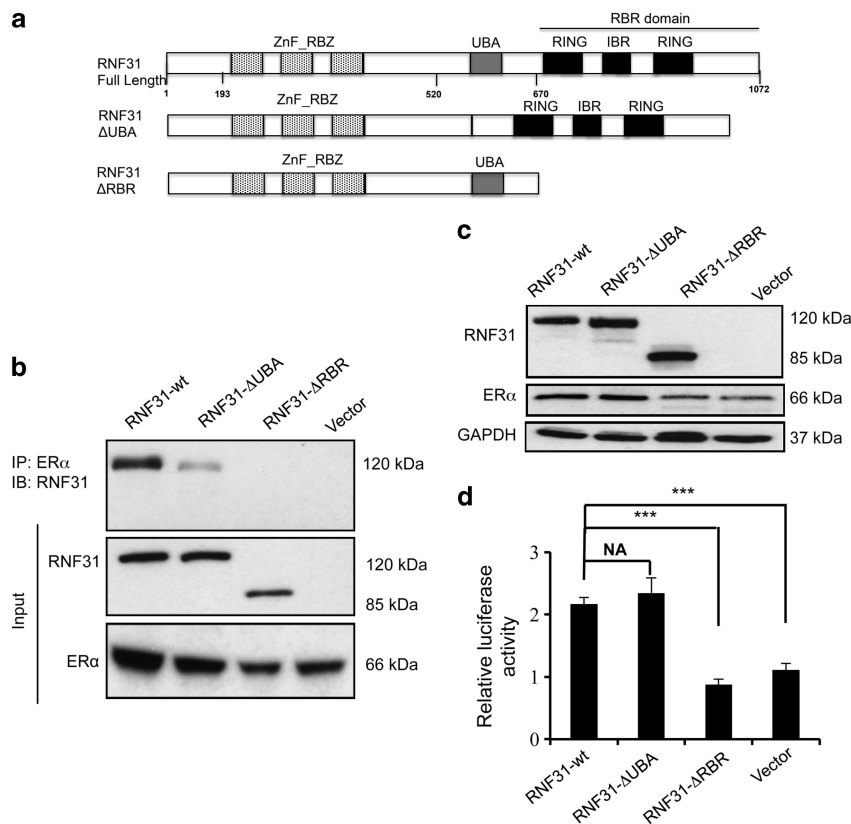 a
RBR domain
ZnF_RBZ
UBA
RING IBR RING
RNF31
Full Length
1 193 520 670 1072
ZnF_RBZ
RING IBR RING
RNF31
ΔUBA
ZnF_RBZ
UBA
RNF31
ΔRBR
b
RNF31-wt
RNF31-ΔUBA
RNF31-ΔRBR
Vector
IP: ERα
IB: RNF31
120 kDa
Input
RNF31
120 kDa
85 kDa
ERα
66 kDa
c
RNF31-wt
RNF31-ΔUBA
RNF31-ΔRBR
Vector
RNF31
120 kDa
85 kDa
ERα
66 kDa
GAPDH
37 kDa
d
***
***
NA
Relative luciferase
activity
3
2
1
0
RNF31-wt
RNF31-ΔUBA
RNF31-ΔRBR
Vector